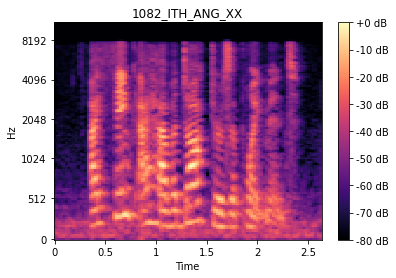 1082_ITH_ANG_XX
8192
4096
2048
1024
512
0
Hz
0
0.5
1
1.5
2
2.5
Time
+0 dB
-10 dB
-20 dB
-30 dB
-40 dB
-50 dB
-60 dB
-70 dB
-80 dB